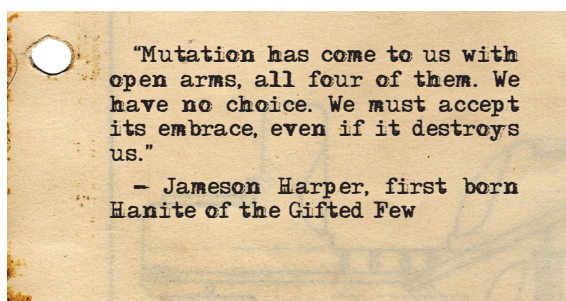 “Mutation has come to us with
open arms, all four of them. We
have no choice. We must accept
its embrace, even if it destroys
us.”
— Jameson Harper, first born
Hanite of the Gifted Few